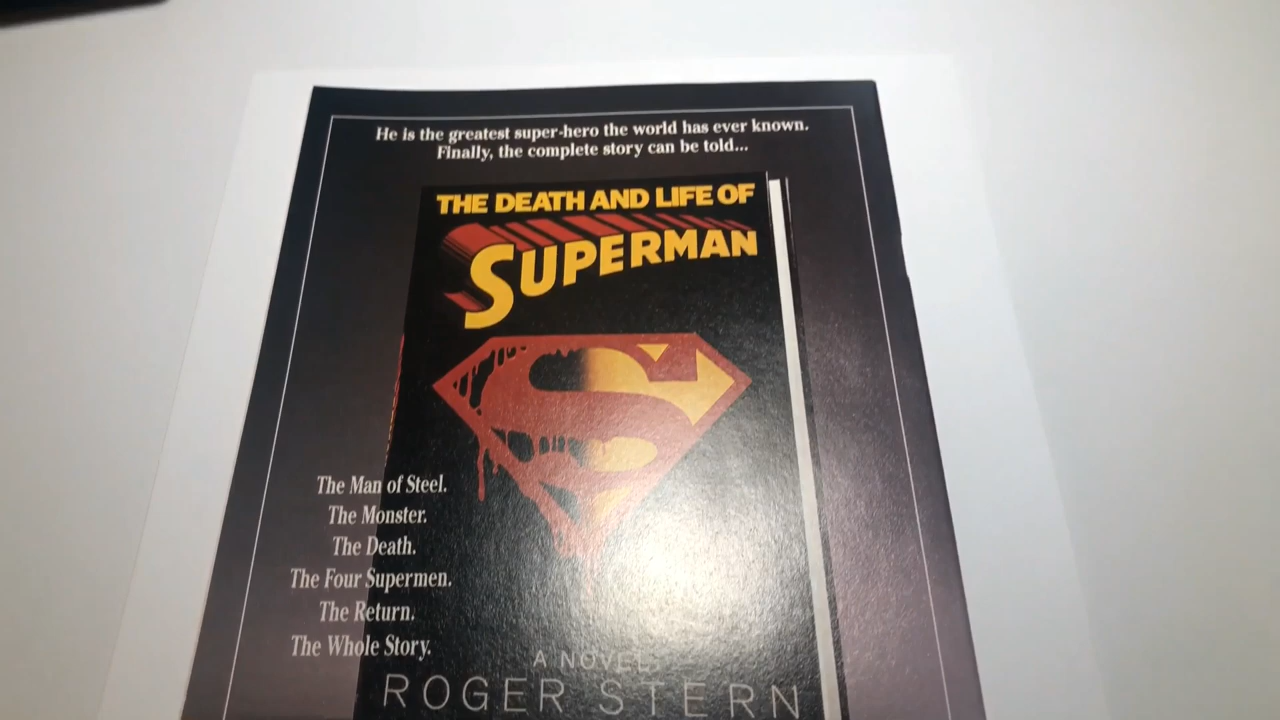 He is the greatest super-hero the world has ever known.
Finally, the complete story can be told...
THE DEATH AND LIFE OF
SUPERMAN
S
The Man of Steel.
The Monster.
The Death.
The Four Supermen.
The Return.
The Whole Story.
A NOVEL
ROGER STERN